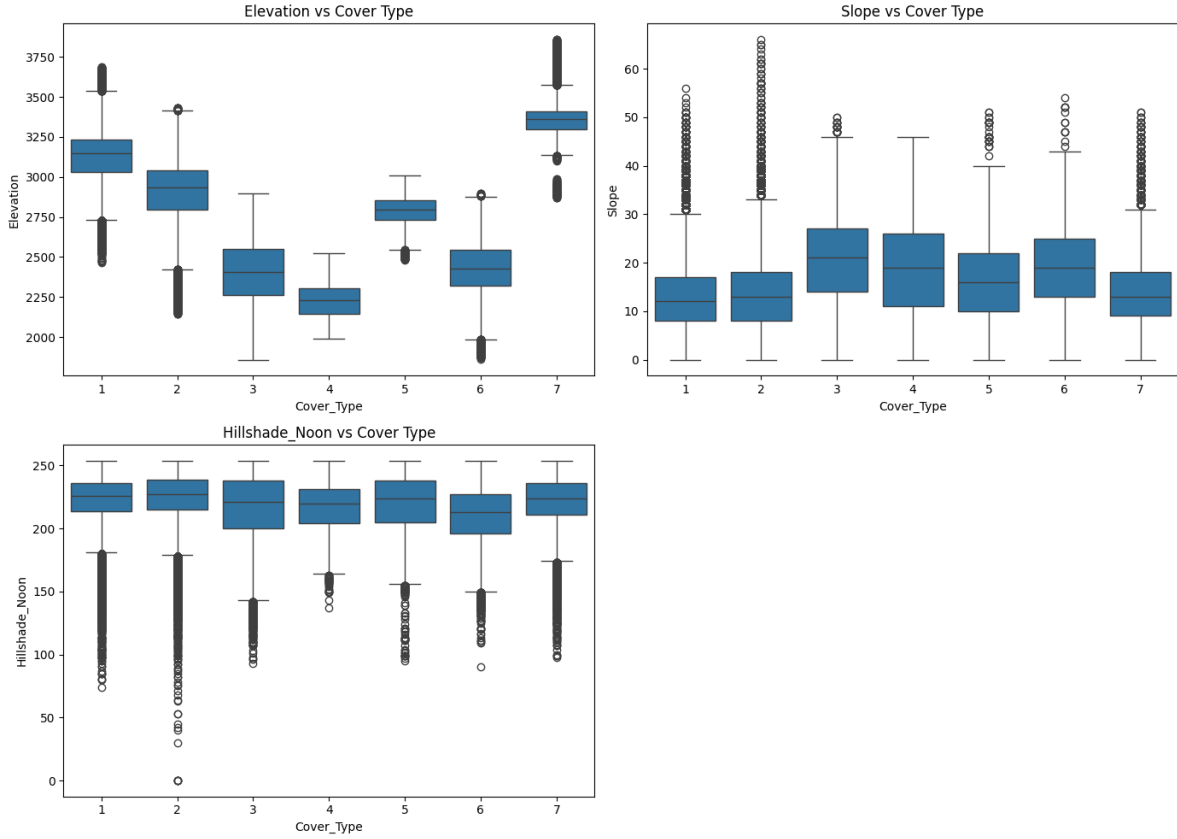 Elevation vs Cover Type
3750
3500
3250
3000
2750
2500
2250
2000
Elevation
1 2 3 4 5 6 7
Cover_Type
Slope vs Cover Type
60
50
40
30
20
10
0
Slope
1 2 3 4 5 6 7
Cover_Type
Hillshade_Noon vs Cover Type
250
200
150
100
50
0
Hillshade_Noon
1 2 3 4 5 6 7
Cover_Type